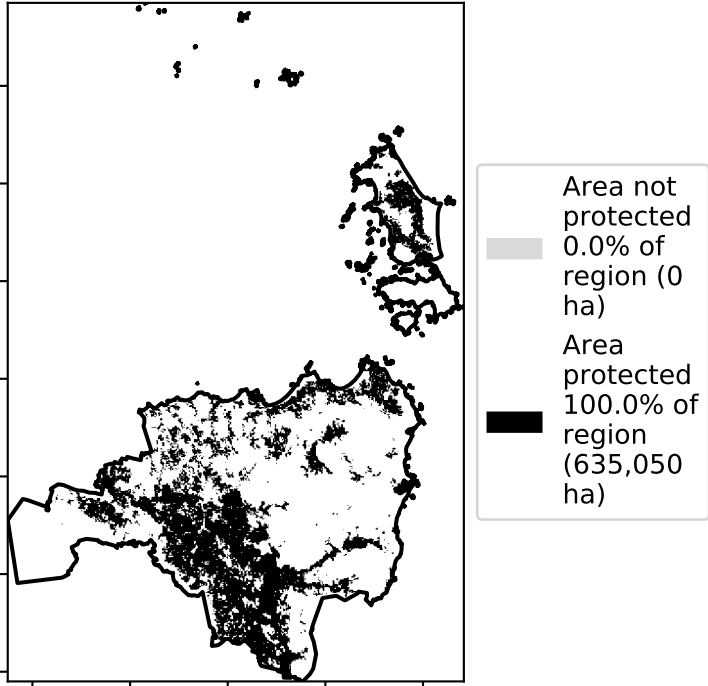 Area not
protected
0.0% of
region (0
ha)
Area
protected
100.0% of
region
(635,050
ha)